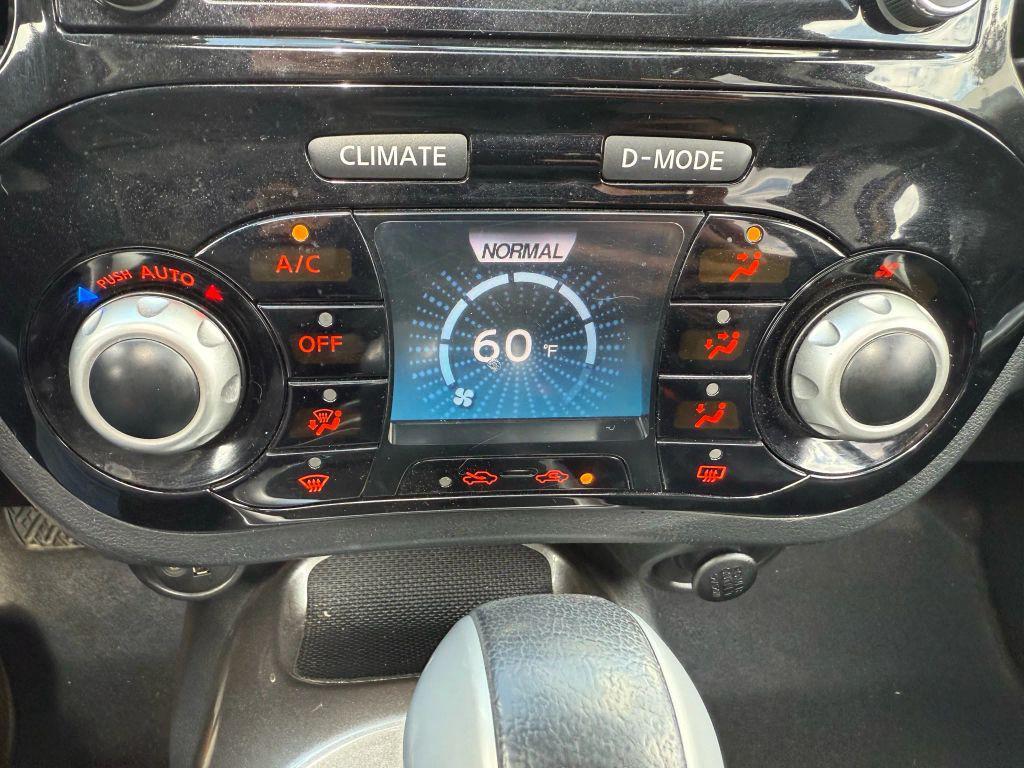 CLIMATE
D-MODE
NORMAL
A/C
PUSH AUTO
60 °F
OFF